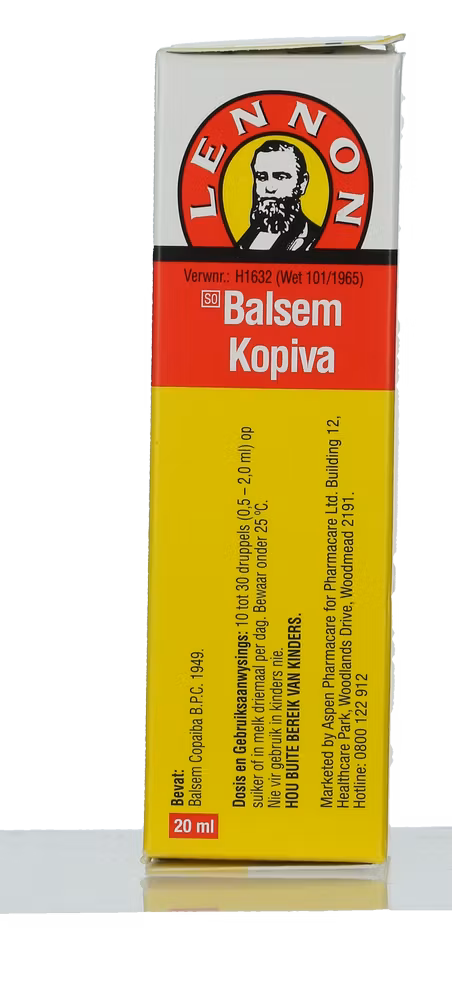 LENNON
Verwnr.: H1632 (Wet 101/1965)
S0 Balsem
Kopiva
Bevat:
Balsem Copaiba B.P.C. 1949.
Dosis en Gebruiksaanwysings: 10 tot 30 druppels (0,5 – 2,0 ml) op
suiker of in melk driemaal per dag. Bewaar onder 25 ºC.
Nie vir gebruik in kinders nie.
HOU BUITE BEREIK VAN KINDERS.
Marketed by Aspen Pharmacare for Pharmacare Ltd. Building 12,
Healthcare Park, Woodlands Drive, Woodmead 2191.
Hotline: 0800 122 912
20 ml